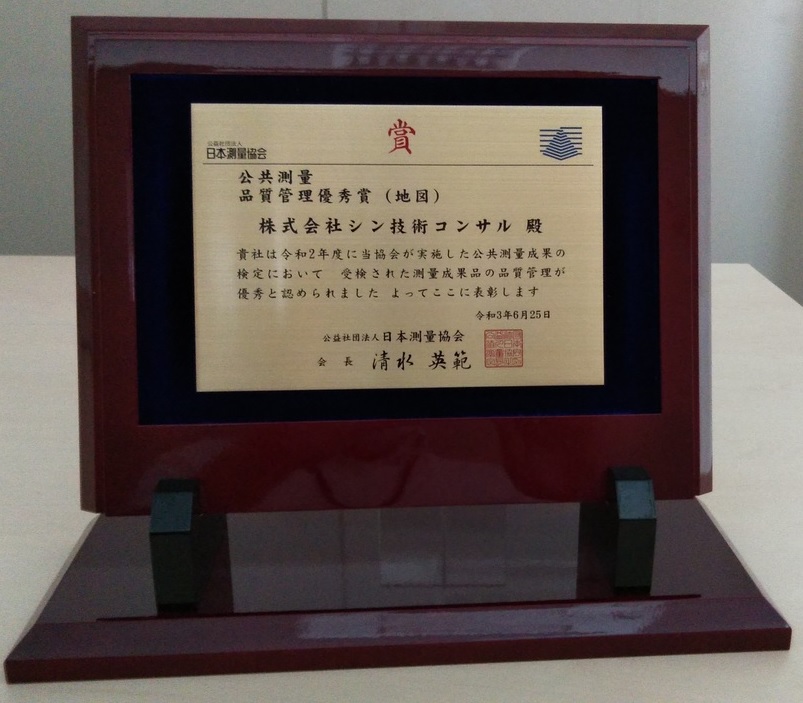 賞
公益社団法人
日本測量協会
公共測量
品質管理優秀賞（地図）
株式会社シン技術コンサル 殿
貴社は令和2年度に当協会が実施した公共測量成果の
検定において 受検された測量成果品の品質管理が
優秀と認められました よってここに表彰します
令和3年6月25日
公益社団法人日本測量協会
会 長 清水 英範